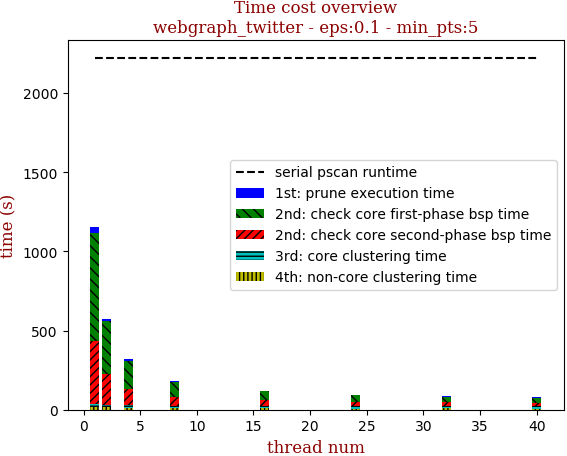 Time cost overview
webgraph_twitter - eps:0.1 - min_pts:5
time (s)
2000
1500
1000
500
0
serial pscan runtime
1st: prune execution time
2nd: check core first-phase bsp time
2nd: check core second-phase bsp time
3rd: core clustering time
4th: non-core clustering time
0 5 10 15 20 25 30 35 40
thread num